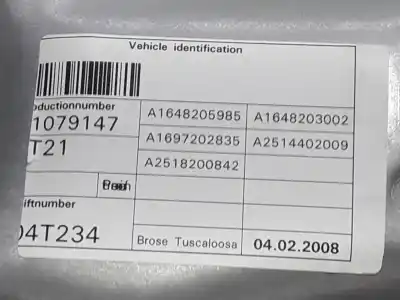 Vehicle identification
oductionnumber
1079147
A1648205985 A1648203002
T21
A1697202835 A2514402009
A2518200842
iftnumber
04T234
Brose Tuscaloosa 04.02.2008